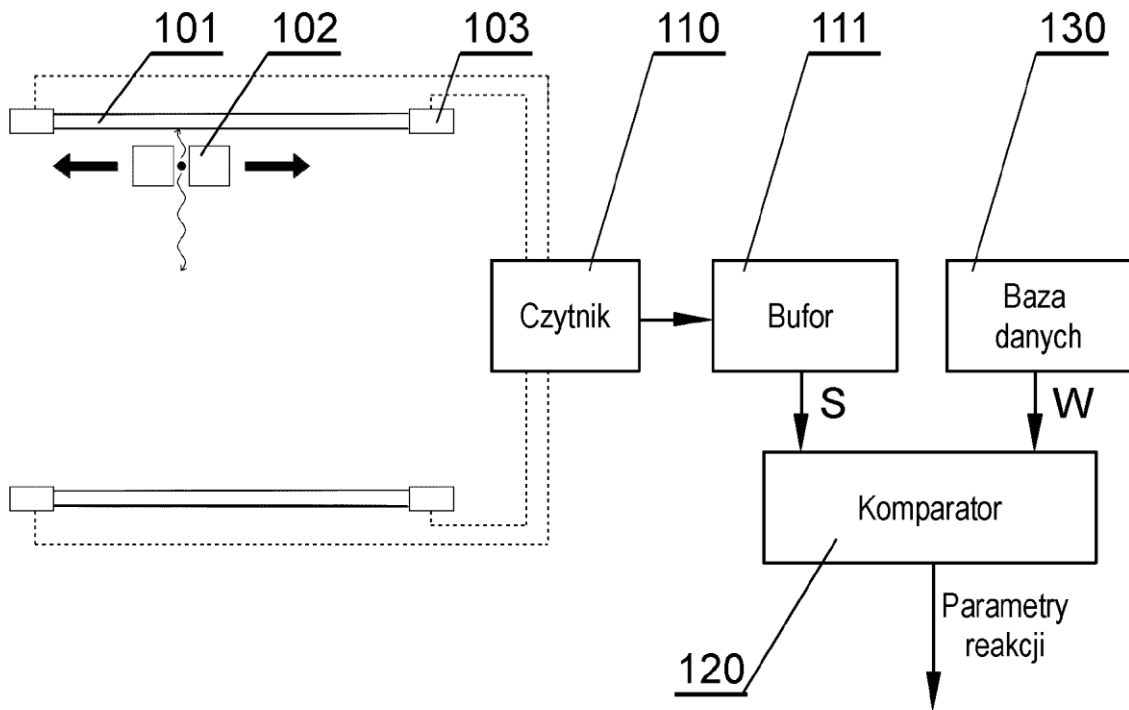 101 102 103 110 111 130
Czytnik
Bufor
Baza
danych
S
W
Komparator
Parametry
reakcji
120